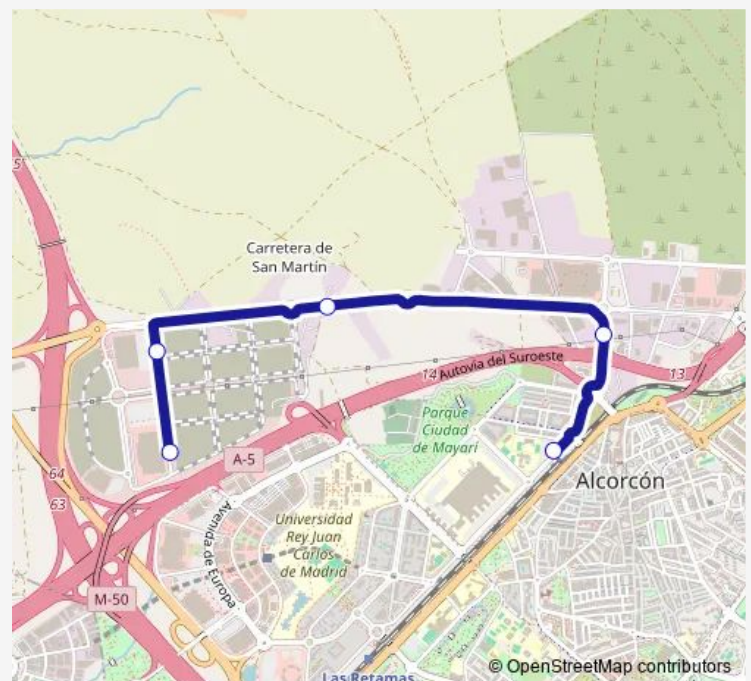 5
Carretera de
San Martín
14
Autovía del Suroeste
13
Parque
Ciudad
de Mayarí
A-5
64
63
Alcorcón
Avenida de Europa
Universidad
Rey Juan
Carlos
de Madrid
M-50
Las Retamas
© OpenStreetMap contributors